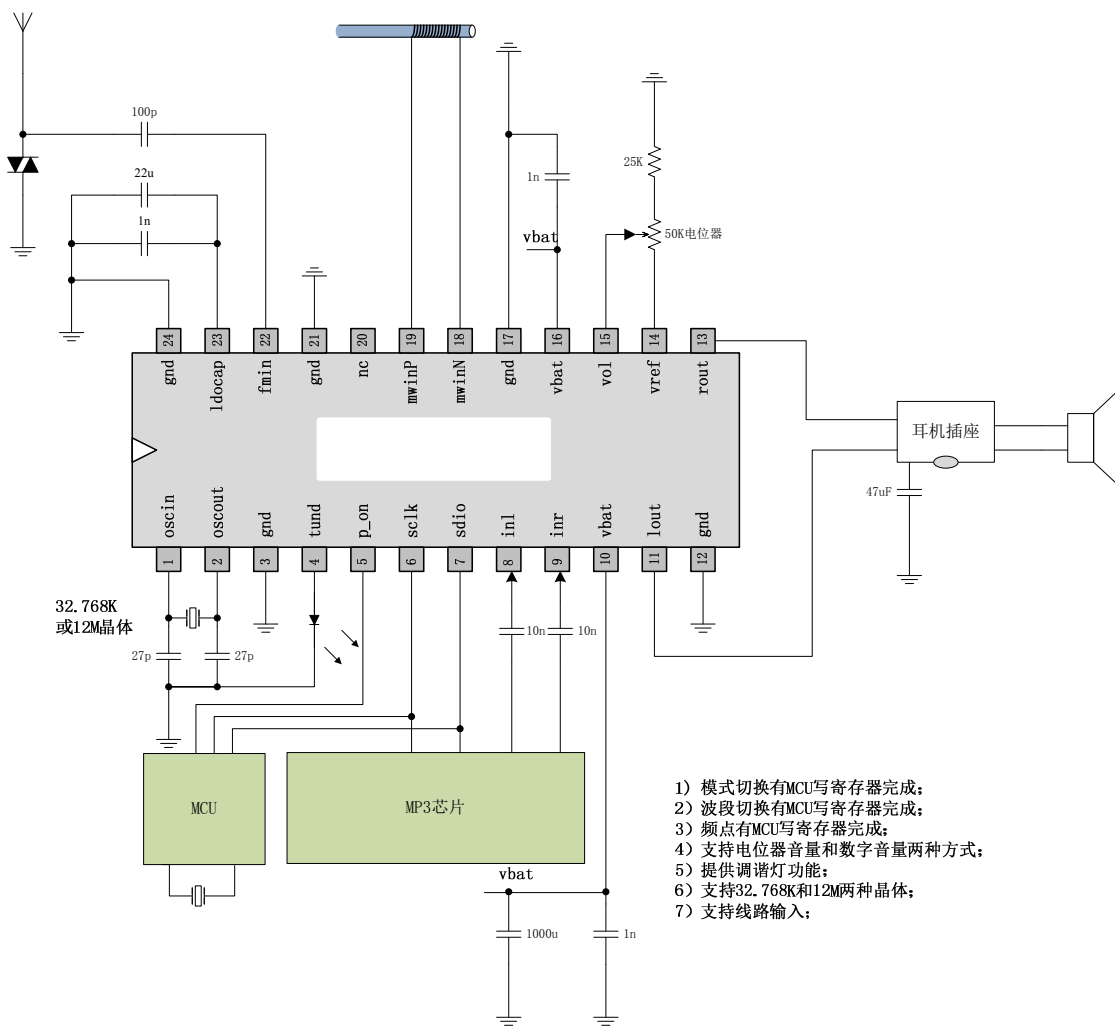 100p
22u
1n
1n
vbat
25K
50K电位器
24
23
22
21
20
19
18
17
16
15
14
13
gnd
ldocap
fmin
gnd
nc
mwinP
mwinN
gnd
vbat
vol
vref
rout
耳机插座
47uF
oscin
oscout
gnd
tund
p_on
sclk
sdio
inl
inr
vbat
lout
gnd
1
2
3
4
5
6
7
8
9
10
11
12
32.768K
或12M晶体
27p
27p
10n
10n
MCU
MP3芯片
vbat
1000u
1n
1）模式切换有MCU写寄存器完成；
2）波段切换有MCU写寄存器完成；
3）频点有MCU写寄存器完成；
4）支持电位器音量和数字音量两种方式；
5）提供调谐灯功能；
6）支持32.768K和12M两种晶体；
7）支持线路输入；